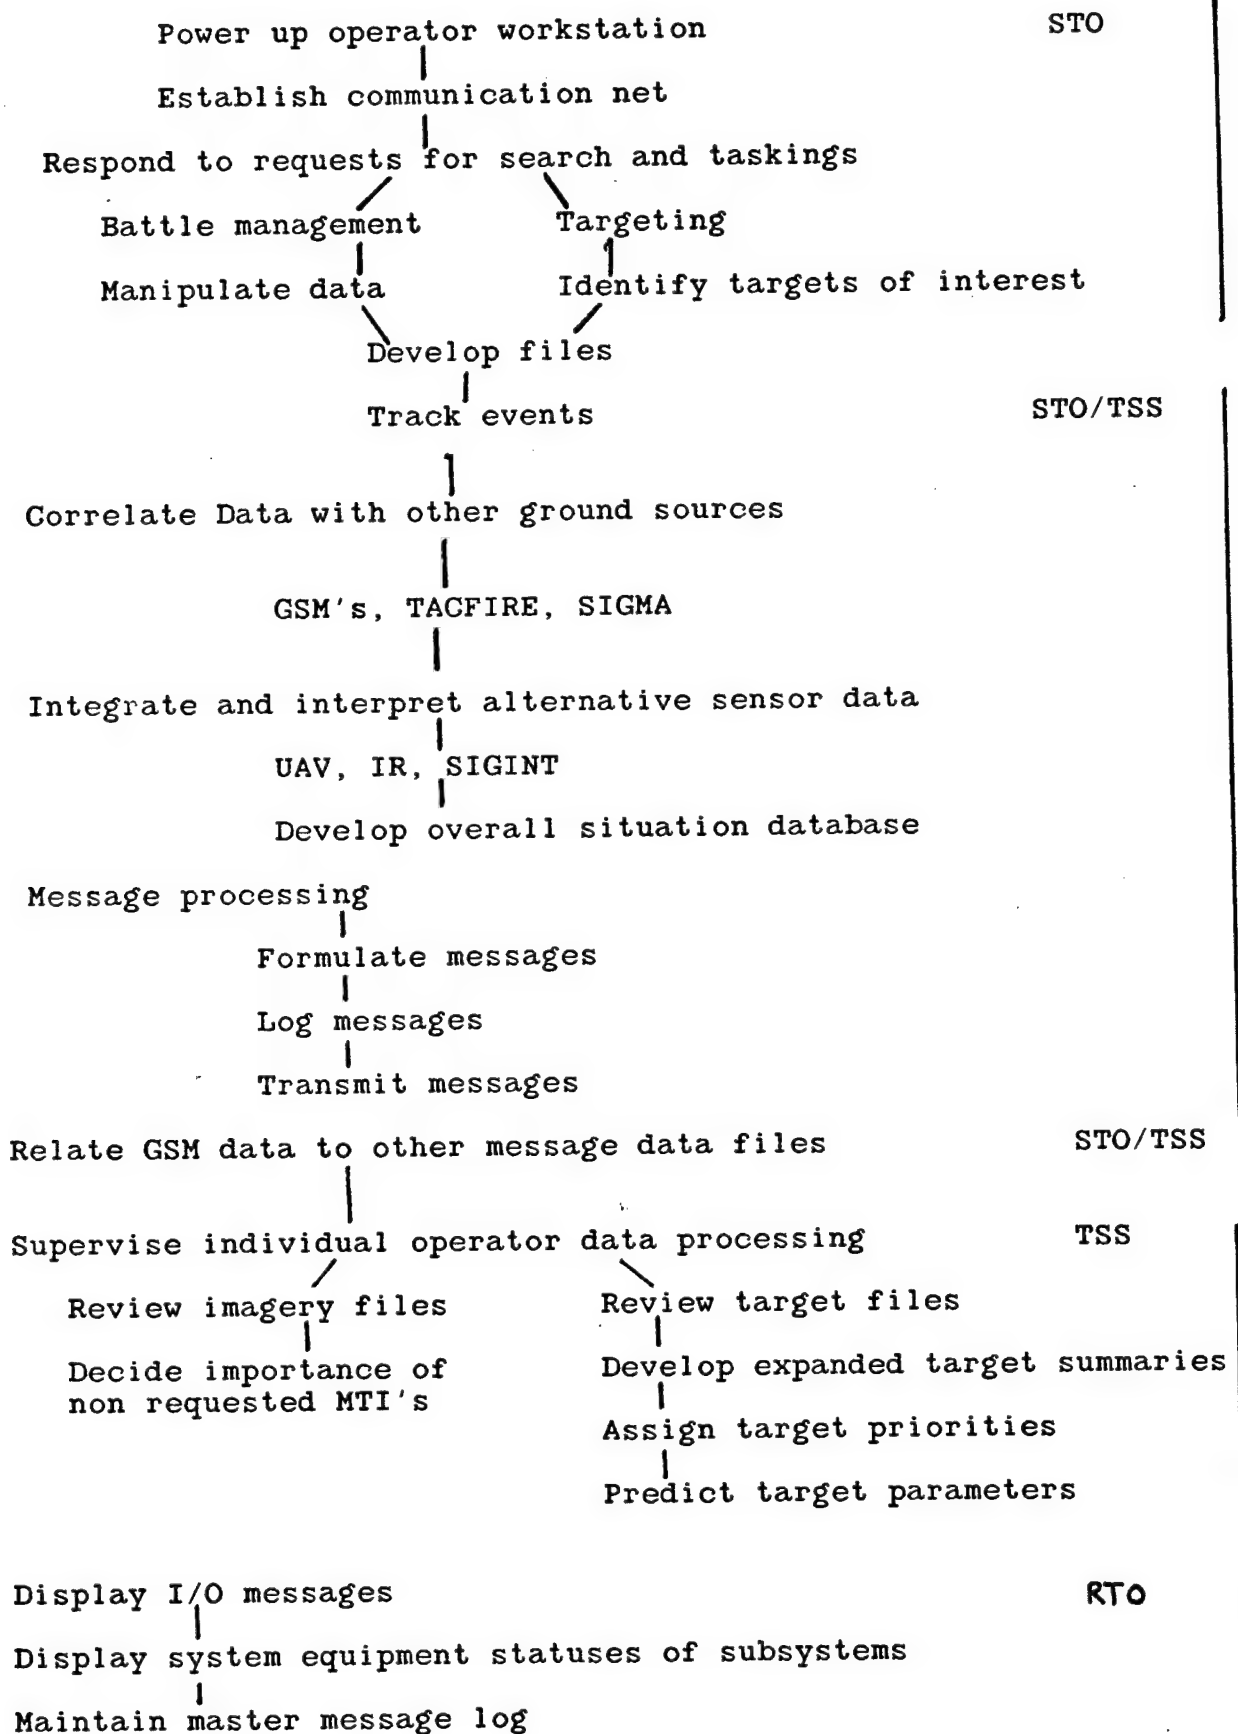 Power up operator workstation STO
Establish communication net
Respond to requests for search and taskings
Battle management Targeting
Manipulate data Identify targets of interest
Develop files
Track events STO/TSS
Correlate Data with other ground sources
GSM's, TACFIRE, SIGMA
Integrate and interpret alternative sensor data
UAV, IR, SIGINT
Develop overall situation database
Message processing
Formulate messages
Log messages
Transmit messages
Relate GSM data to other message data files STO/TSS
Supervise individual operator data processing TSS
Review imagery files Review target files
Decide importance of Develop expanded target summaries
non requested MTI's
Assign target priorities
Predict target parameters
Display I/O messages RTO
Display system equipment statuses of subsystems
Maintain master message log